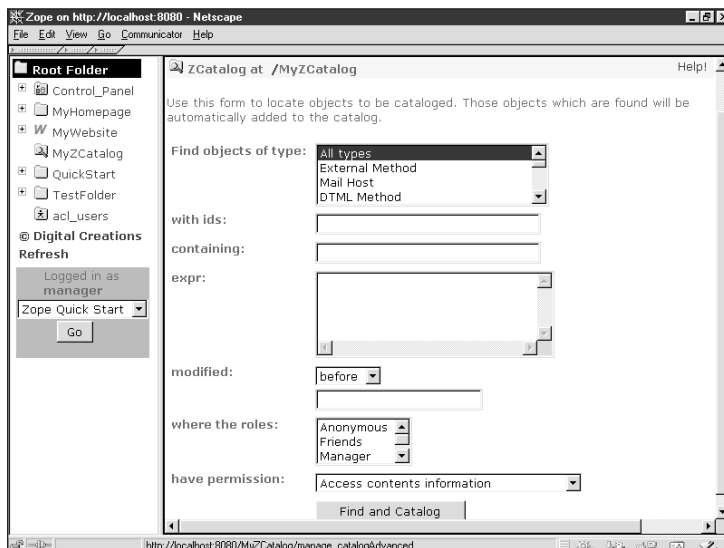 Zope on http://localhost:8080 - Netscape
File Edit View Go Communicator Help
Root Folder
Control_Panel
MyHomepage
MyWebsite
MyZCatalog
QuickStart
TestFolder
acl_users
© Digital Creations
Refresh
Logged in as
manager
Zope Quick Start
Go
ZCatalog at /MyZCatalog
Help!
Use this form to locate objects to be cataloged. Those objects which are found will be
automatically added to the catalog.
Find objects of type:
All types
External Method
Mail Host
DTML Method
with ids:
containing:
expr:
modified:
before
where the roles:
Anonymous
Friends
Manager
have permission:
Access contents information
Find and Catalog
http://localhost:8080/MyZCatalog/manage_catalogAdvanced